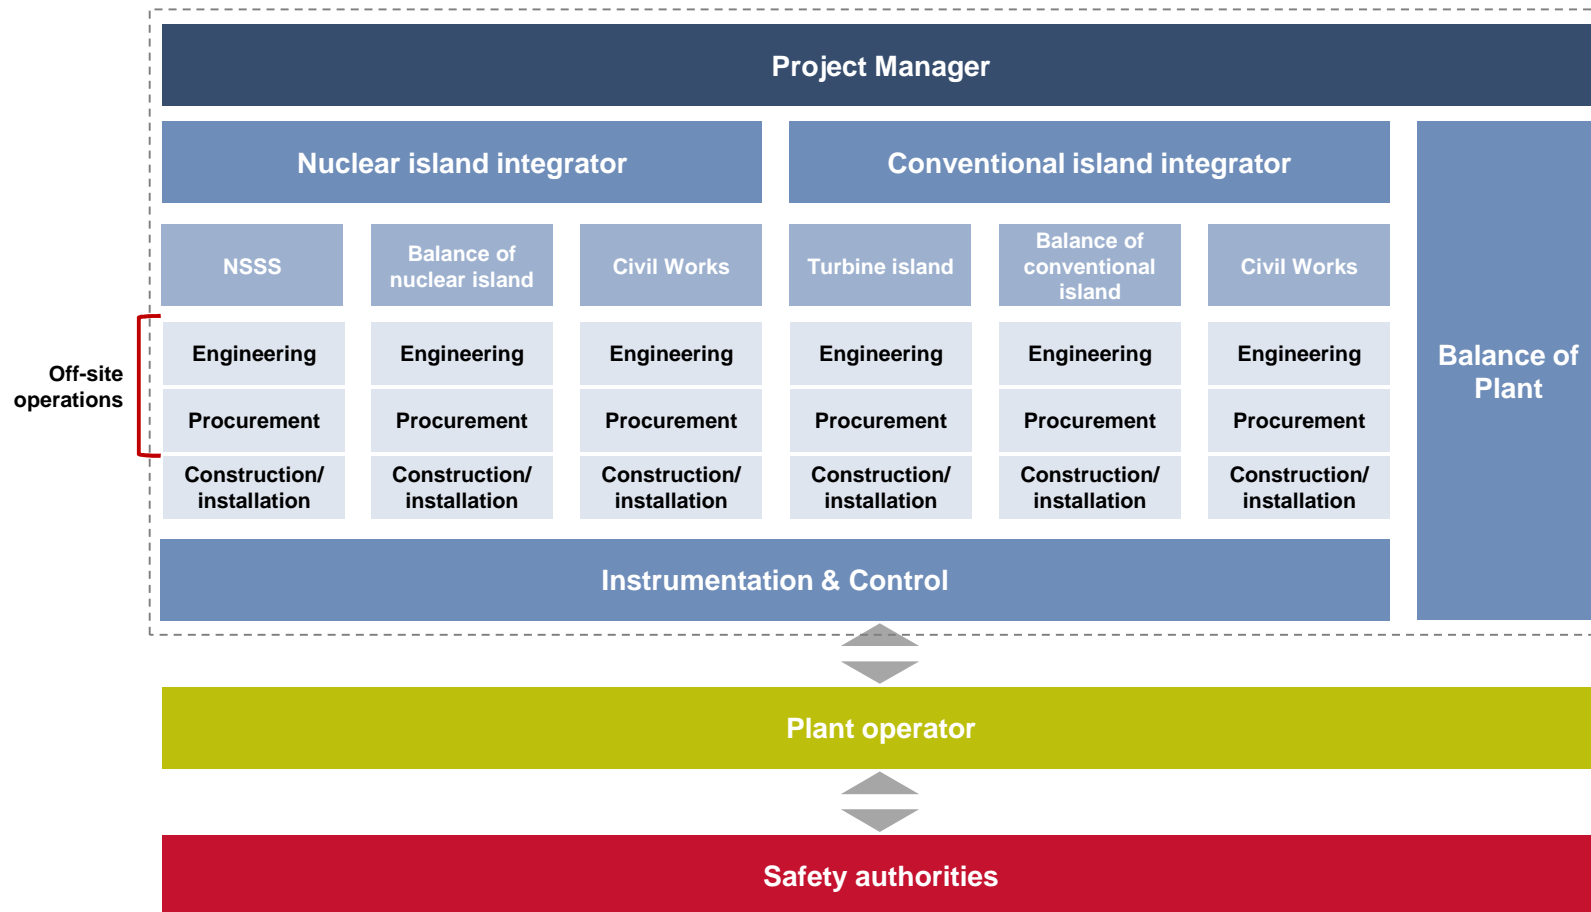 Project Manager
Nuclear island integrator
Conventional island integrator
NSSS
Balance of
nuclear island
Civil Works
Turbine island
Balance of
conventional
island
Civil Works
Off-site
operations
Engineering
Engineering
Engineering
Engineering
Engineering
Engineering
Balance of
Plant
Procurement
Procurement
Procurement
Procurement
Procurement
Procurement
Construction/
installation
Construction/
installation
Construction/
installation
Construction/
installation
Construction/
installation
Construction/
installation
Instrumentation & Control
Plant operator
Safety authorities